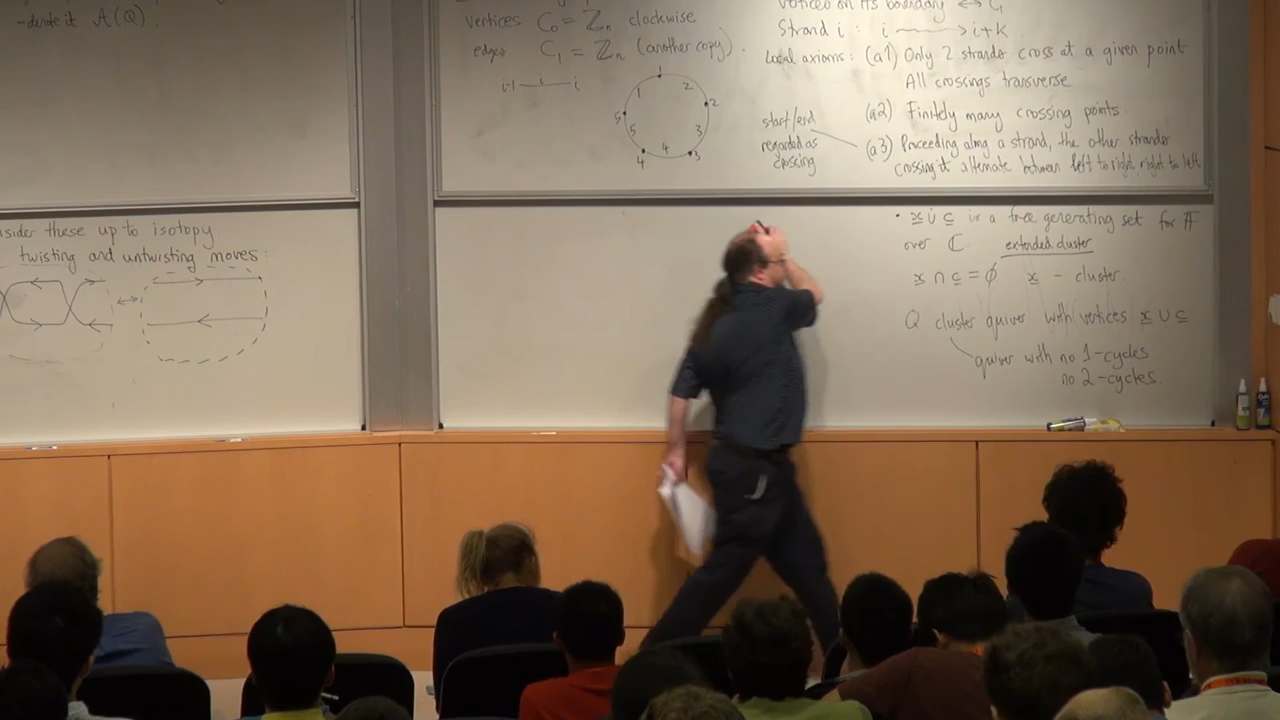 - denote it A(Q).
sider these up to isotopy
twisting and untwisting moves:
vertices C₀ = ℤₙ clockwise
edges C₁ = ℤₙ (another copy).
i-1 i i
1
1 2
5 2
5 3
4
4 3
vertices on its boundary ↔ C₁
Strand i : i → i+k.
Local axioms: (a1) Only 2 strands cross at a given point
All crossings transverse
(a2) Finitely many crossing points.
start/end
regarded as
crossing
(a3) Proceeding along a strand, the other strands
crossing it alternate between left to right, right to left
• x ∪ c is a free generating set for F
over ℂ extended cluster
x ∩ c = ϕ x - cluster.
Q cluster quiver with vertices x ∪ c
quiver with no 1-cycles
no 2-cycles.